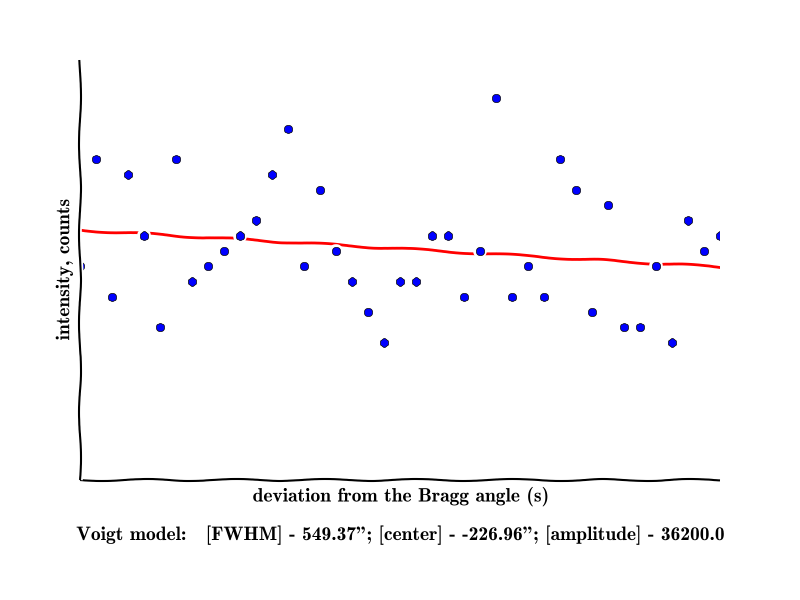 intensity, counts
deviation from the Bragg angle (s)
Voigt model: [FWHM] - 549.37”; [center] - -226.96”; [amplitude] - 36200.0